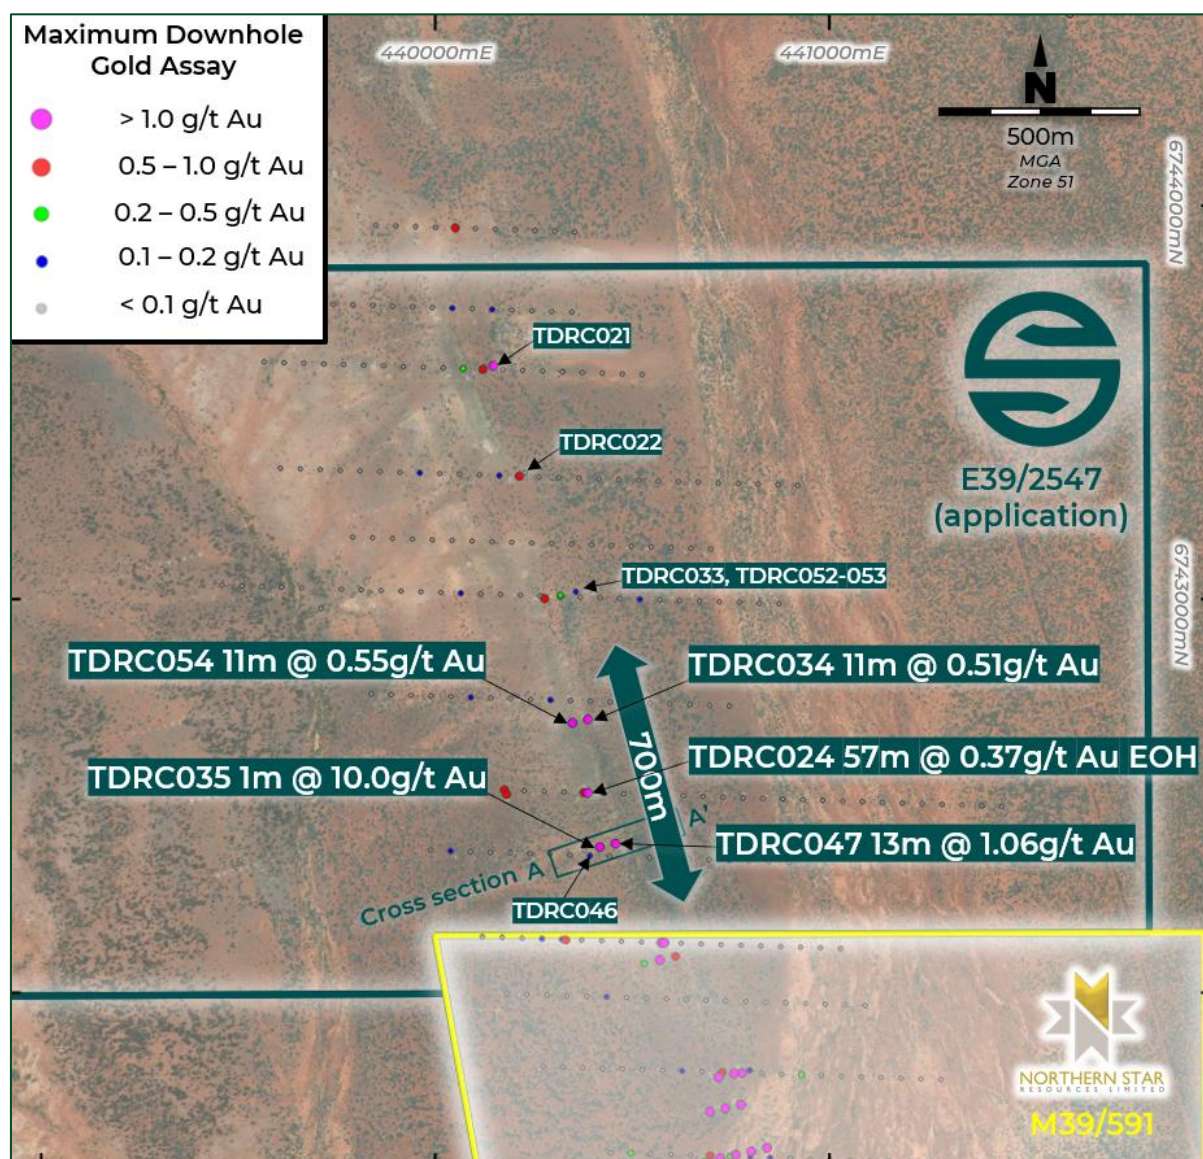 Maximum Downhole
Gold Assay
> 1.0 g/t Au
0.5 – 1.0 g/t Au
0.2 – 0.5 g/t Au
0.1 – 0.2 g/t Au
< 0.1 g/t Au
440000mE
441000mE
N
500m
MGA
Zone 51
6744000mN
TDRC021
TDRC022
E39/2547
(application)
TDRC033, TDRC052-053
6743000mN
TDRC054 11m @ 0.55g/t Au
TDRC034 11m @ 0.51g/t Au
700m
TDRC024 57m @ 0.37g/t Au EOH
TDRC035 1m @ 10.0g/t Au
A'
TDRC047 13m @ 1.06g/t Au
Cross section A
TDRC046
NORTHERN STAR
RESOURCES LIMITED
M39/591